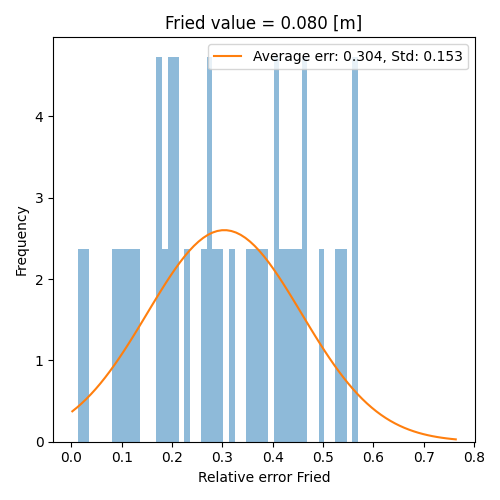 Fried value = 0.080 [m]
Average err: 0.304, Std: 0.153
Frequency
4
3
2
1
0
0.0 0.1 0.2 0.3 0.4 0.5 0.6 0.7 0.8
Relative error Fried